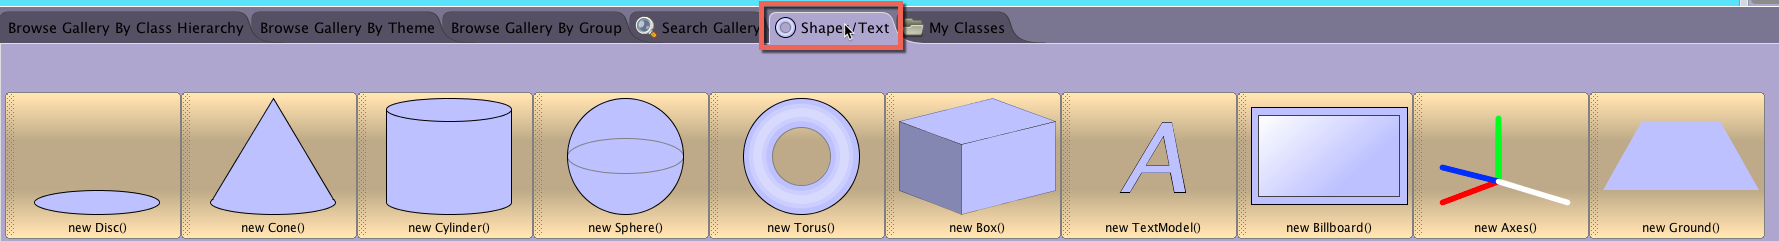 Browse Gallery By Class Hierarchy Browse Gallery By Theme Browse Gallery By Group Search Gallery Shapes/Text My Classes
A
new Disc() new Cone() new Cylinder() new Sphere() new Torus() new Box() new TextModel() new Billboard() new Axes() new Ground()